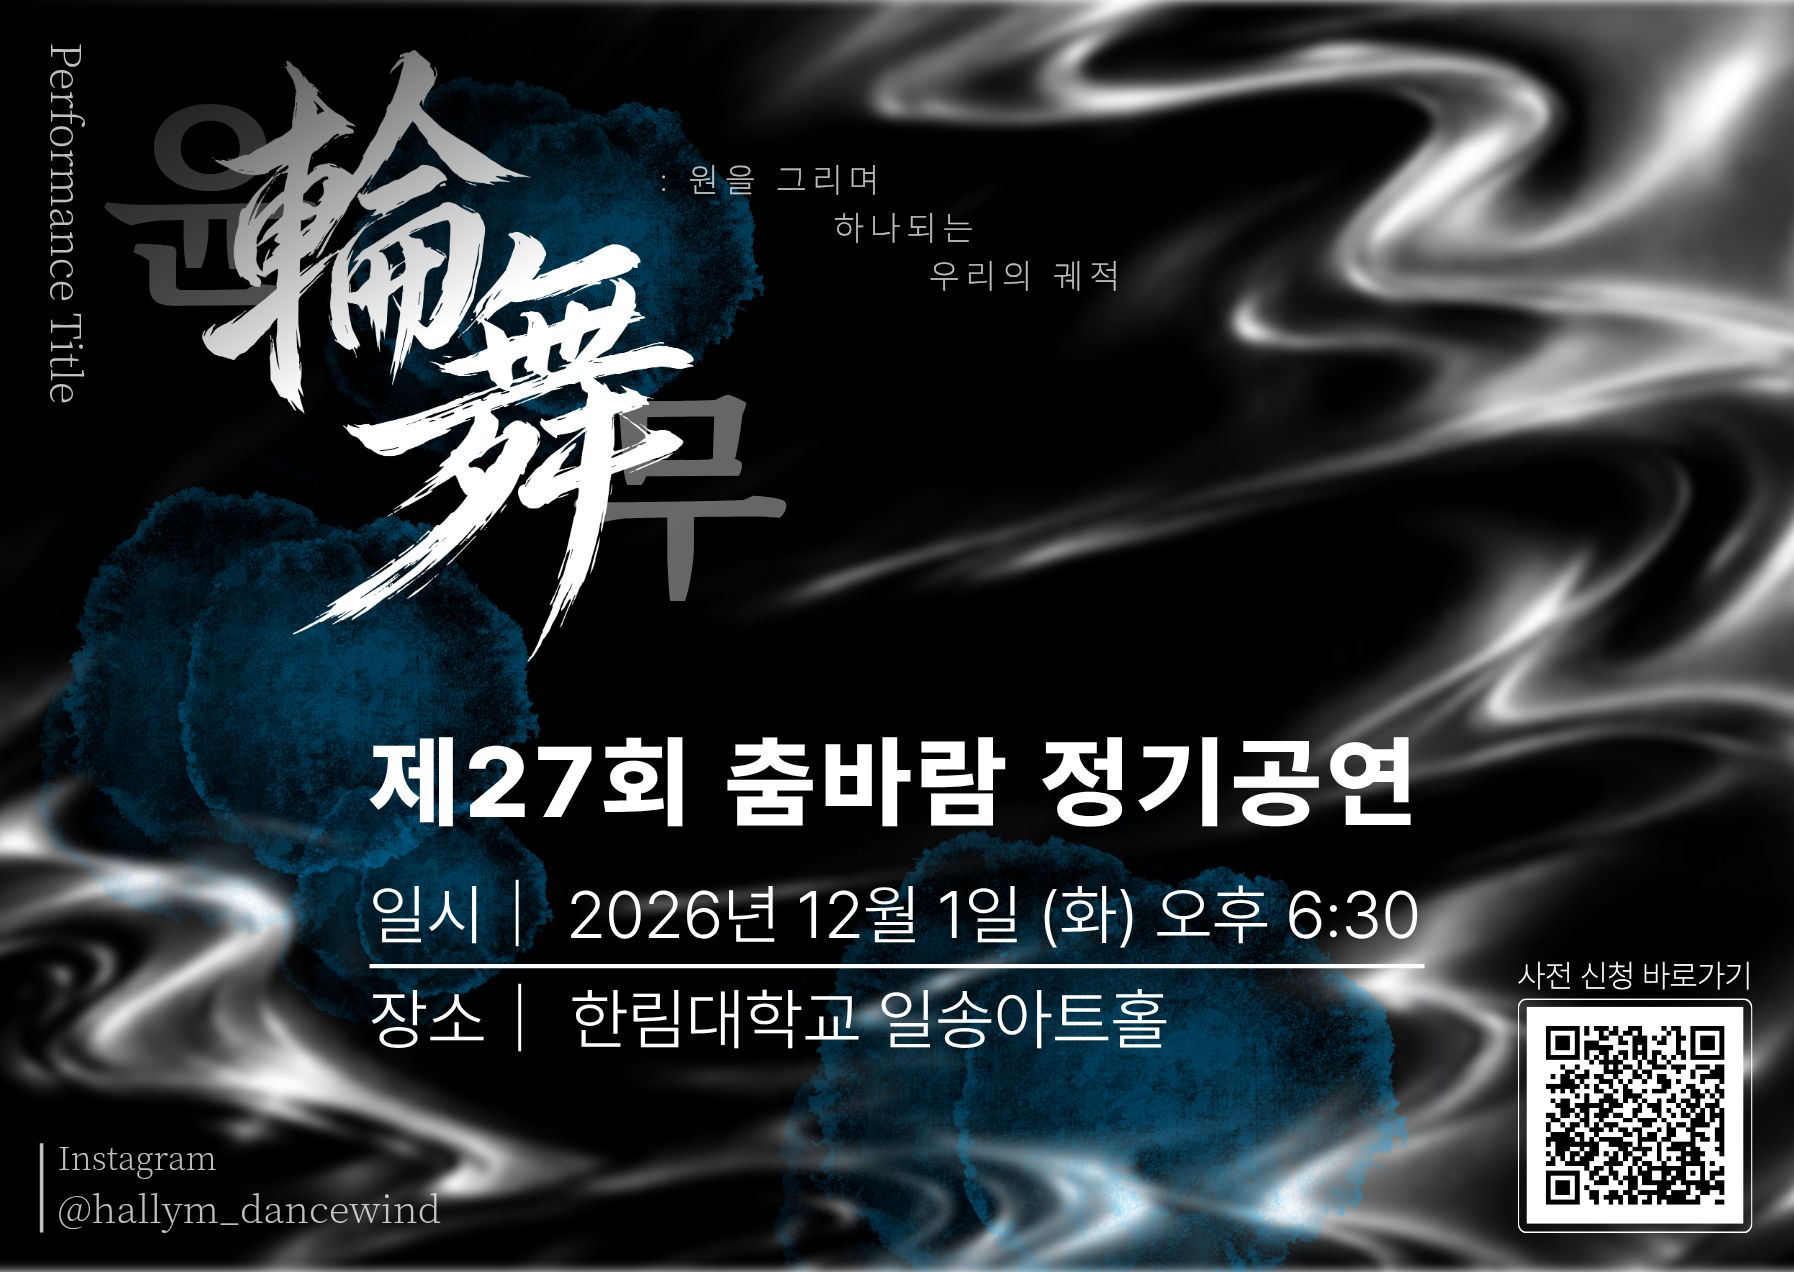 Performance Title
윤무
輪舞
: 원을 그리며
하나되는
우리의 궤적
제27회 춤바람 정기공연
일시 | 2026년 12월 1일 (화) 오후 6:30
장소 | 한림대학교 일송아트홀
사전 신청 바로가기
Instagram
@hallym_dancewind